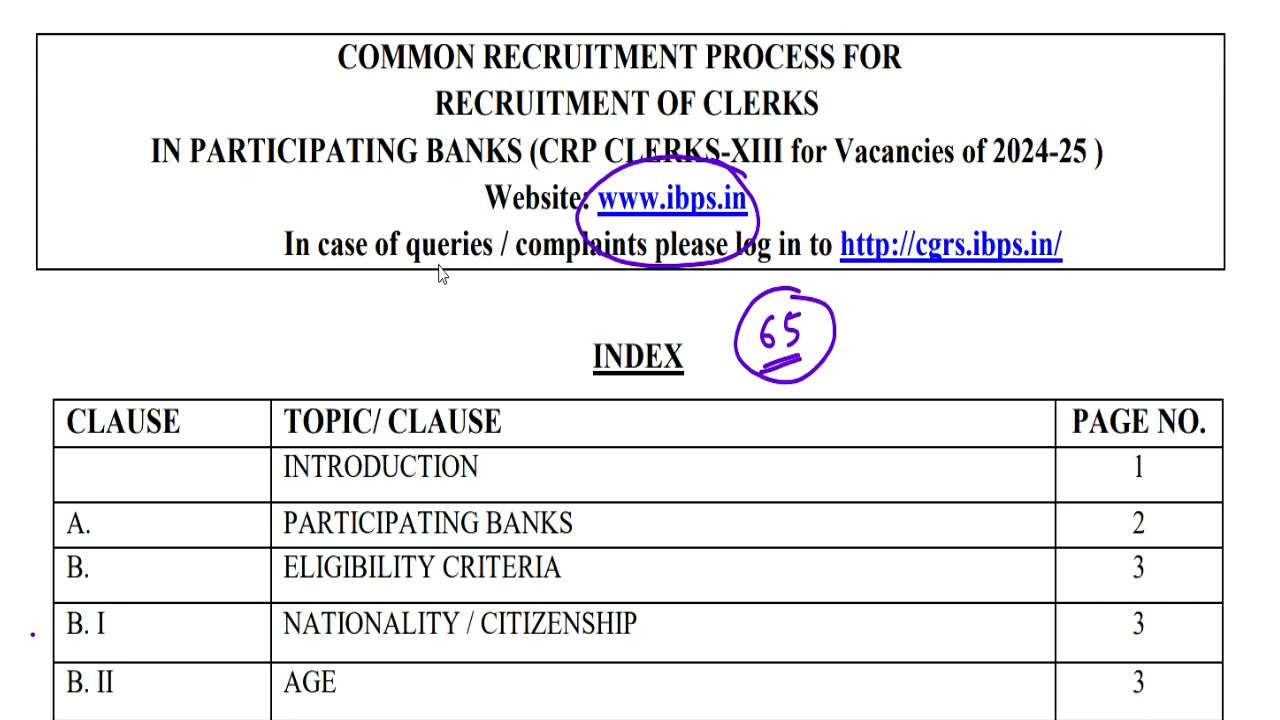 COMMON RECRUITMENT PROCESS FOR
RECRUITMENT OF CLERKS
IN PARTICIPATING BANKS (CRP CLERKS-XIII for Vacancies of 2024-25 )
Website: www.ibps.in
In case of queries / complaints please log in to http://cgrs.ibps.in/
65
INDEX
CLAUSE TOPIC/ CLAUSE PAGE NO.
INTRODUCTION 1
A. PARTICIPATING BANKS 2
B. ELIGIBILITY CRITERIA 3
B. I NATIONALITY / CITIZENSHIP 3
B. II AGE 3